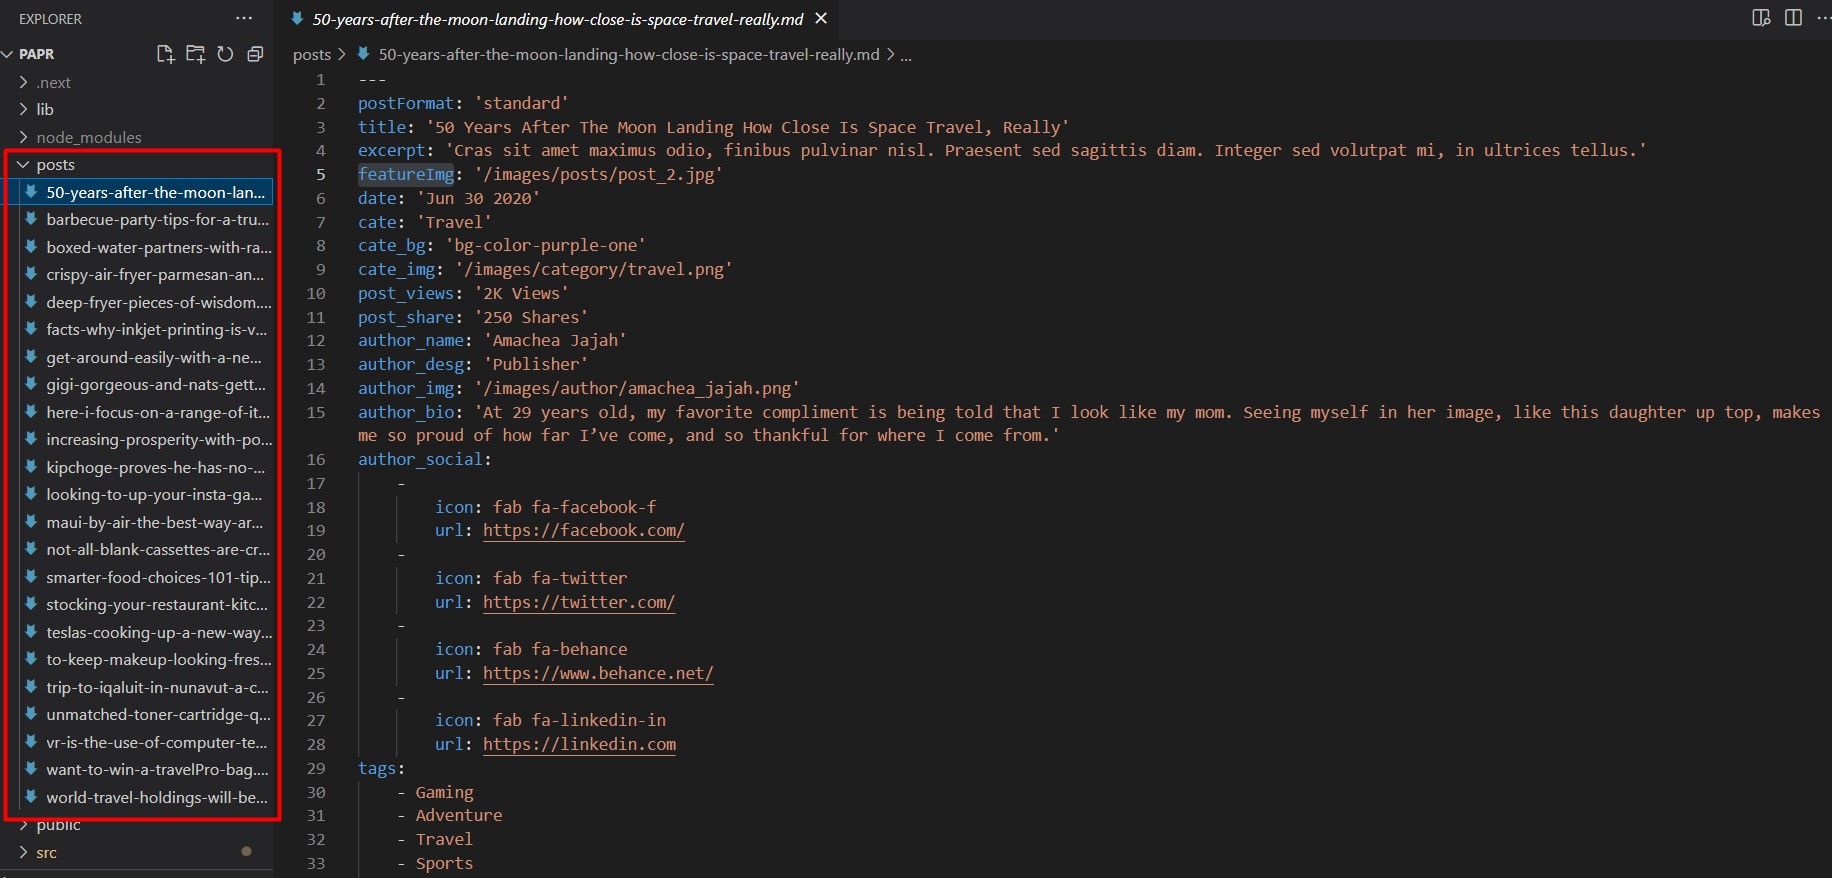 EXPLORER
PAPR
.next
lib
node_modules
posts
50-years-after-the-moon-lan...
barbecue-party-tips-for-a-tru...
boxed-water-partners-with-ra...
crispy-air-fryer-parmesan-an...
deep-fryer-pieces-of-wisdom....
facts-why-inkjet-printing-is-v...
get-around-easily-with-a-ne...
gigi-gorgeous-and-nats-gett...
here-i-focus-on-a-range-of-it...
increasing-prosperity-with-po...
kipchoge-proves-he-has-no-...
looking-to-up-your-insta-ga...
maui-by-air-the-best-way-ar...
not-all-blank-cassettes-are-cr...
smarter-food-choices-101-tip...
stocking-your-restaurant-kitc...
teslas-cooking-up-a-new-way...
to-keep-makeup-looking-fres...
trip-to-iqaluit-in-nunavut-a-c...
unmatched-toner-cartridge-q...
vr-is-the-use-of-computer-te...
want-to-win-a-travelPro-bag....
world-travel-holdings-will-be...
public
src
50-years-after-the-moon-landing-how-close-is-space-travel-really.md
posts > 50-years-after-the-moon-landing-how-close-is-space-travel-really.md > ...
1 ---
2 postFormat: 'standard'
3 title: '50 Years After The Moon Landing How Close Is Space Travel, Really'
4 excerpt: 'Cras sit amet maximus odio, finibus pulvinar nisl. Praesent sed sagittis diam. Integer sed volutpat mi, in ultrices tellus.'
5 featureImg: '/images/posts/post_2.jpg'
6 date: 'Jun 30 2020'
7 cate: 'Travel'
8 cate_bg: 'bg-color-purple-one'
9 cate_img: '/images/category/travel.png'
10 post_views: '2K Views'
11 post_share: '250 Shares'
12 author_name: 'Amachea Jajah'
13 author_desg: 'Publisher'
14 author_img: '/images/author/amachea_jajah.png'
15 author_bio: 'At 29 years old, my favorite compliment is being told that I look like my mom. Seeing myself in her image, like this daughter up top, makes
me so proud of how far I’ve come, and so thankful for where I come from.'
16 author_social:
17 -
18 icon: fab fa-facebook-f
19 url: https://facebook.com/
20 -
21 icon: fab fa-twitter
22 url: https://twitter.com/
23 -
24 icon: fab fa-behance
25 url: https://www.behance.net/
26 -
27 icon: fab fa-linkedin-in
28 url: https://linkedin.com
29 tags:
30 - Gaming
31 - Adventure
32 - Travel
33 - Sports